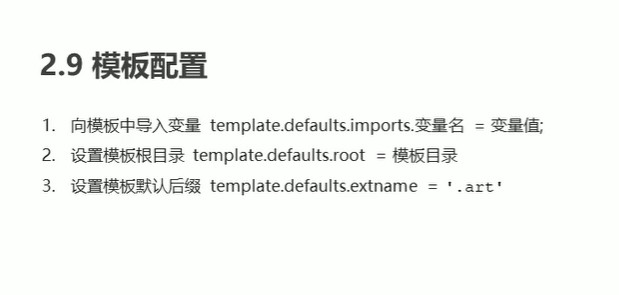 2.9 模板配置
1. 向模板中导入变量 template.defaults.imports.变量名 = 变量值;
2. 设置模板根目录 template.defaults.root = 模板目录
3. 设置模板默认后缀 template.defaults.extname = '.art'